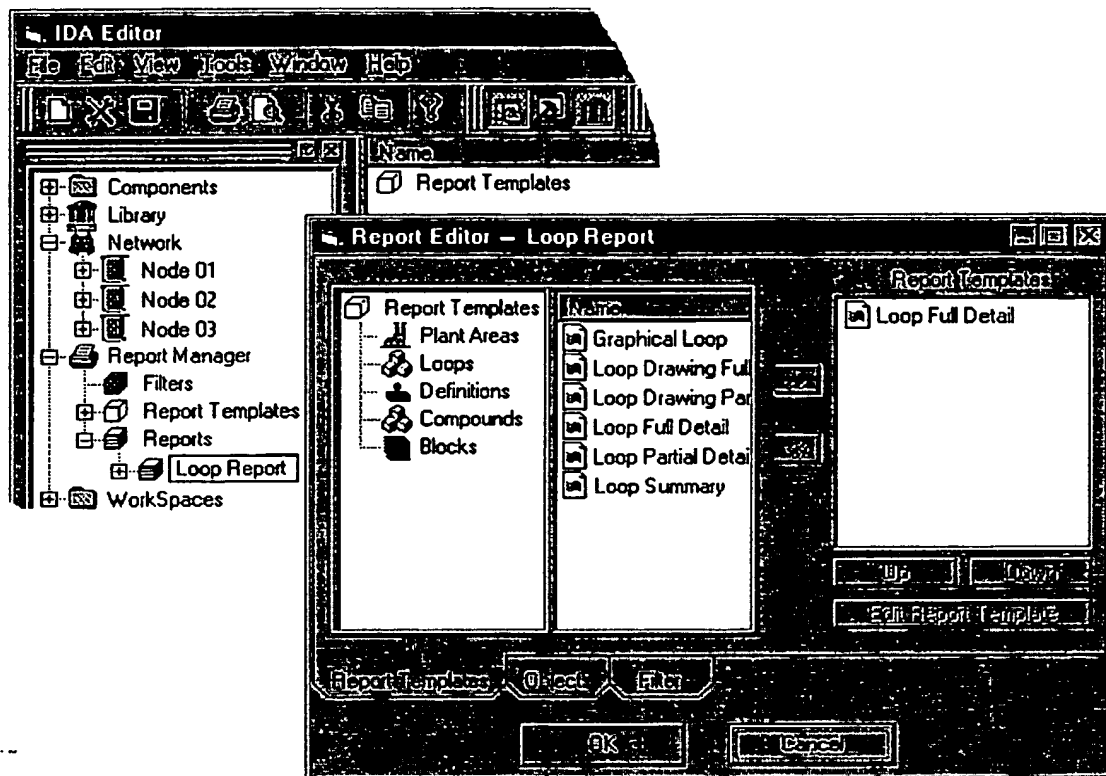 IDA Editor
File Edit View Tools Window Help
Name
Report Templates
Components
Library
Network
Node 01
Node 02
Node 03
Report Manager
Filters
Report Templates
Reports
Loop Report
WorkSpaces
Report Editor – Loop Report
Report Templates
Plant Areas
Loops
Definitions
Compounds
Blocks
Name
Graphical Loop
Loop Drawing Full
Loop Drawing Par
Loop Full Detail
Loop Partial Detai
Loop Summary
Report Templates
Loop Full Detail
Up Down
Edit Report Template
Report Templates Objects Filter
OK Cancel